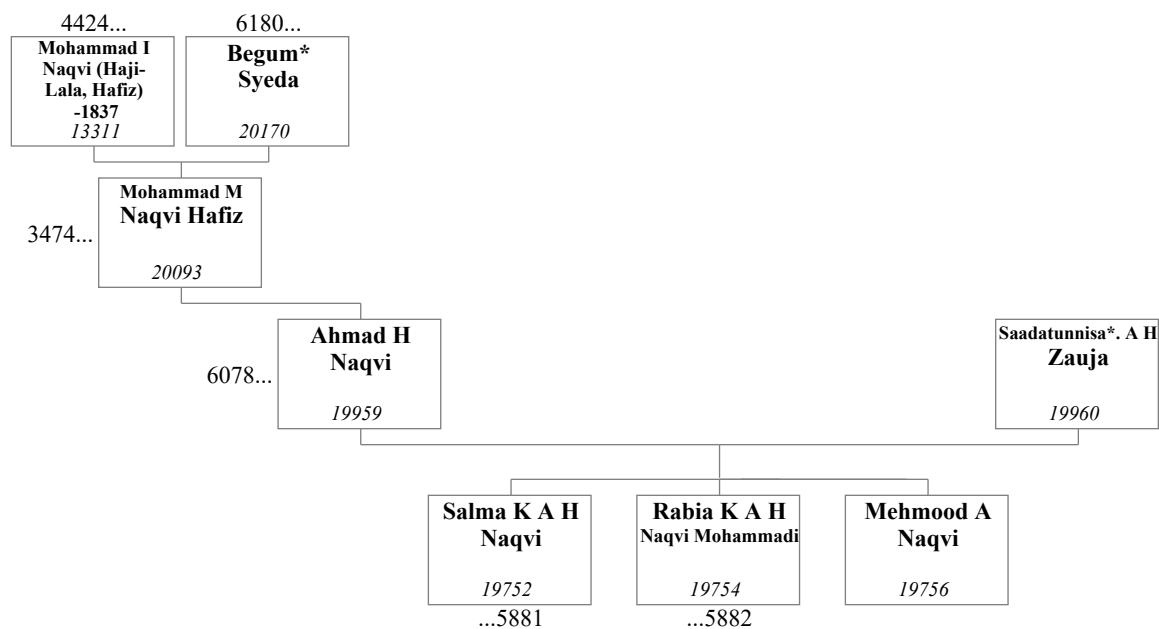 4424...
6180...
Mohammad I
Naqvi (Haji-
Lala, Hafiz)
-1837
13311
Begum*
Syeda
20170
Mohammad M
Naqvi Hafiz
20093
3474...
Ahmad H
Naqvi
19959
6078...
Saadatunnisa*. A H
Zauja
19960
Salma K A H
Naqvi
19752
...5881
Rabia K A H
Naqvi Mohammadi
19754
...5882
Mehmood A
Naqvi
19756